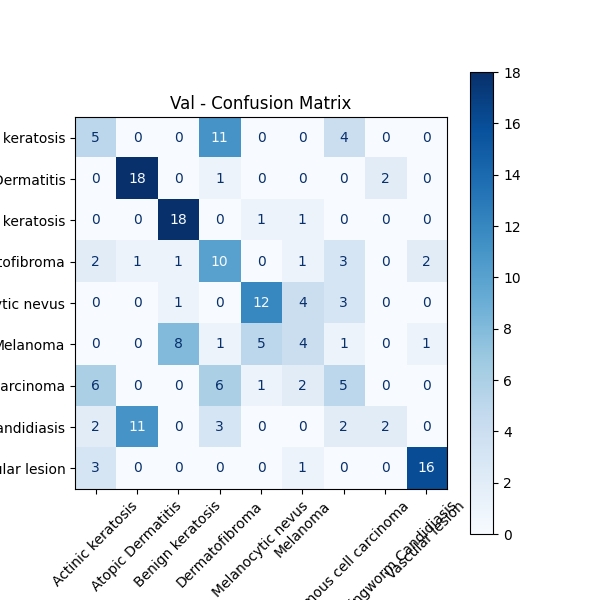 Val - Confusion Matrix
keratosis 5 0 0 11 0 0 4 0 0
Dermatitis 0 18 0 1 0 0 0 2 0
keratosis 0 0 18 0 1 1 0 0 0
tofibroma 2 1 1 10 0 1 3 0 2
ytic nevus 0 0 1 0 12 4 3 0 0
Melanoma 0 0 8 1 5 4 1 0 1
arcinoma 6 0 0 6 1 2 5 0 0
andidiasis 2 11 0 3 0 0 2 2 0
ular lesion 3 0 0 0 0 1 0 0 16
Actinic keratosis
Atopic Dermatitis
Benign keratosis
Dermatofibroma
Melanocytic nevus
Melanoma
mous cell carcinoma
ngworm Candidiasis
Vascular lesion
18
16
14
12
10
8
6
4
2
0